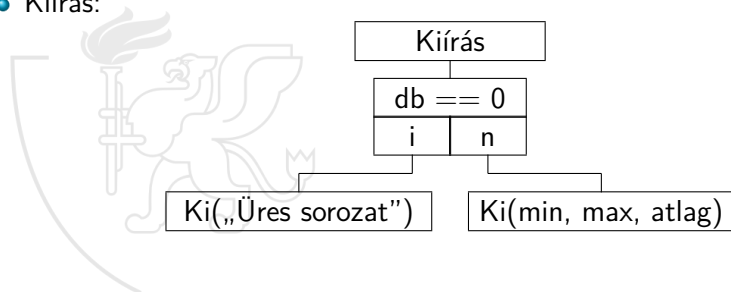 Kiírás:
Kiírás
db == 0
i n
Ki(„Üres sorozat”) Ki(min, max, atlag)